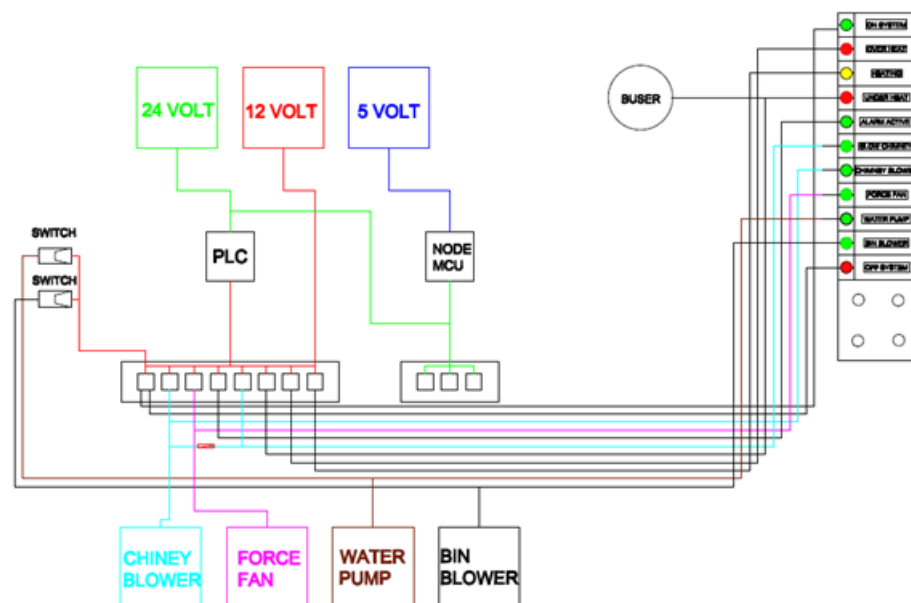 ON SYSTEM
OVER HEAT
HEATING
UNDER HEAT
ALARM ACTIVE
SLOW CHIMNEY
CHIMNEY BLOWER
FORCE FAN
WATER PUMP
BIN BLOWER
OFF SYSTEM
24 VOLT
12 VOLT
5 VOLT
BUSER
SWITCH
SWITCH
PLC
NODE
MCU
CHINEY
BLOWER
FORCE
FAN
WATER
PUMP
BIN
BLOWER